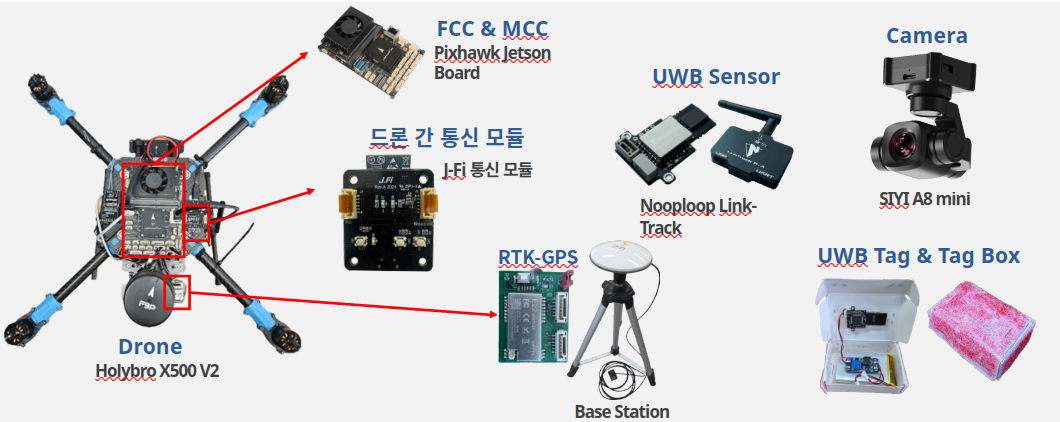 FCC & MCC
Pixhawk Jetson
Board
드론 간 통신 모듈
J-Fi 통신 모듈
J.Fi
UWB Sensor
Nooploop Link-
Track
Camera
SIYI A8 mini
RTK-GPS
Base Station
UWB Tag & Tag Box
Drone
Holybro X500 V2